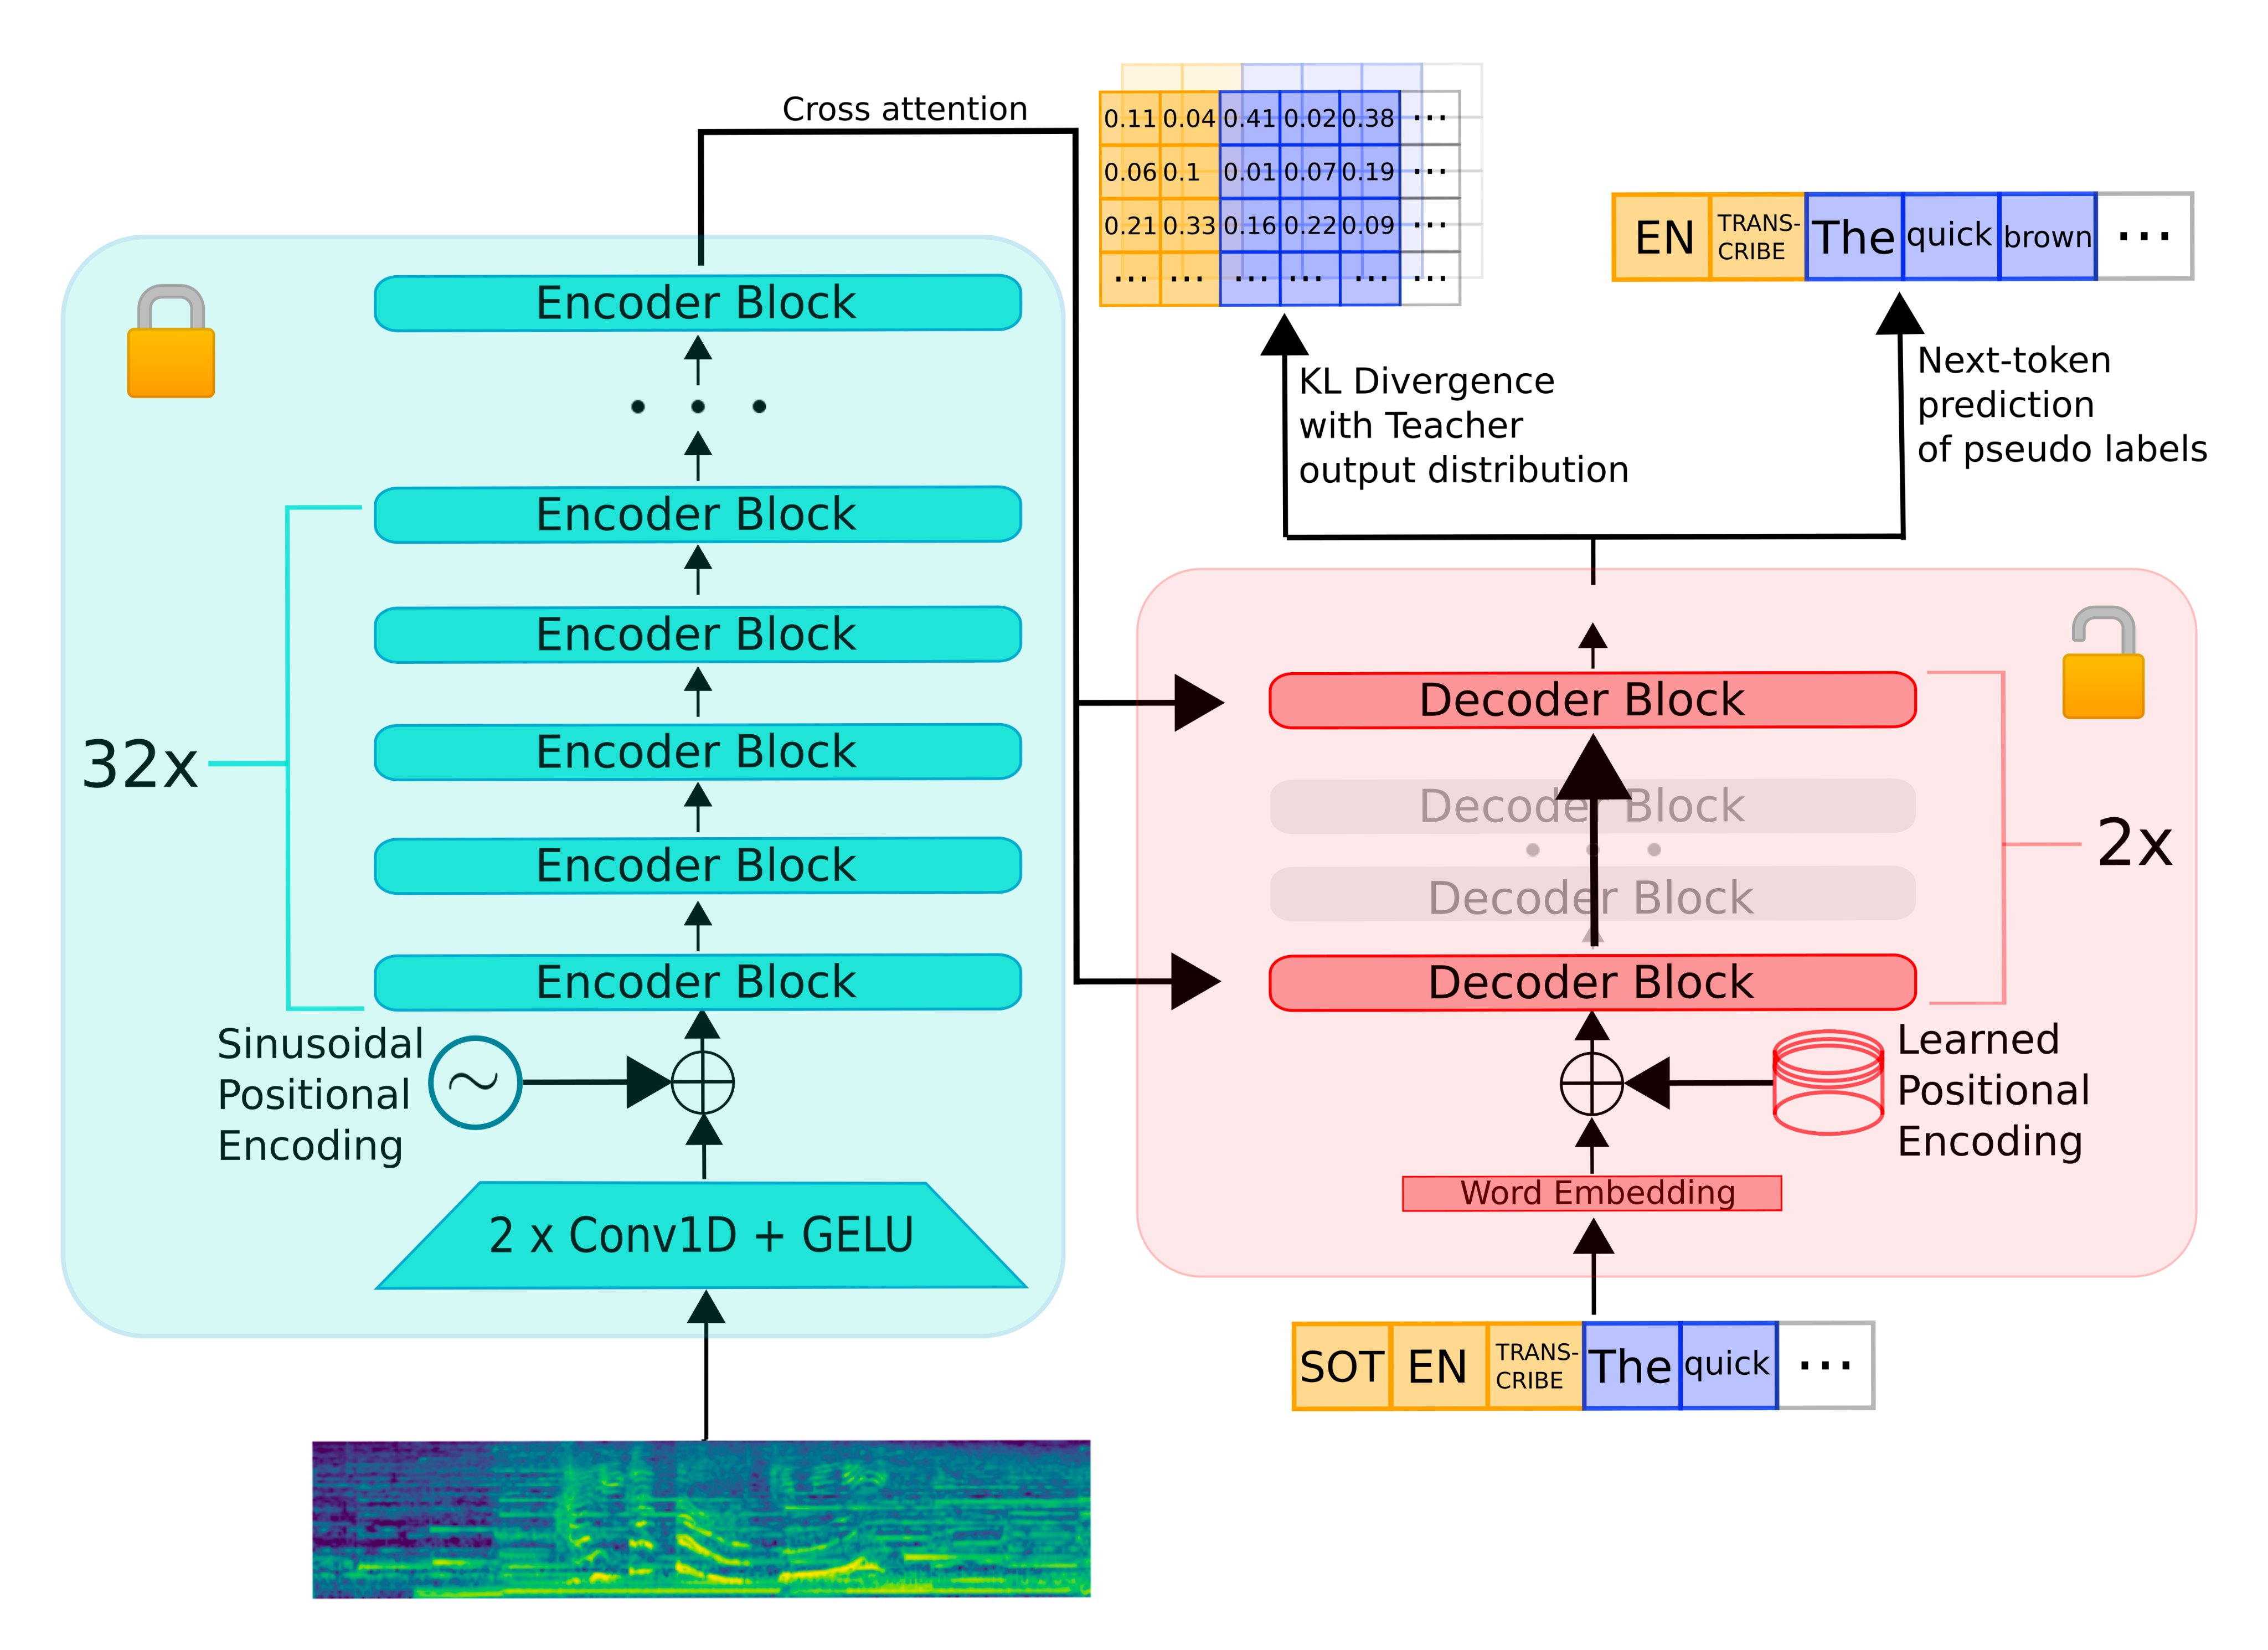 Cross attention
0.11 0.04 0.41 0.02 0.38 ...
0.06 0.1 0.01 0.07 0.19 ...
0.21 0.33 0.16 0.22 0.09 ...
... ... ... ... ... ...
EN TRANS-
CRIBE The quick brown ...
KL Divergence
with Teacher
output distribution
Next-token
prediction
of pseudo labels
Encoder Block
Encoder Block
Encoder Block
Encoder Block
Encoder Block
Encoder Block
32x
Sinusoidal
Positional
Encoding
~
2 x Conv1D + GELU
Decoder Block
Decoder Block
Decoder Block
Decoder Block
2x
Learned
Positional
Encoding
Word Embedding
SOT EN TRANS-
CRIBE The quick ...